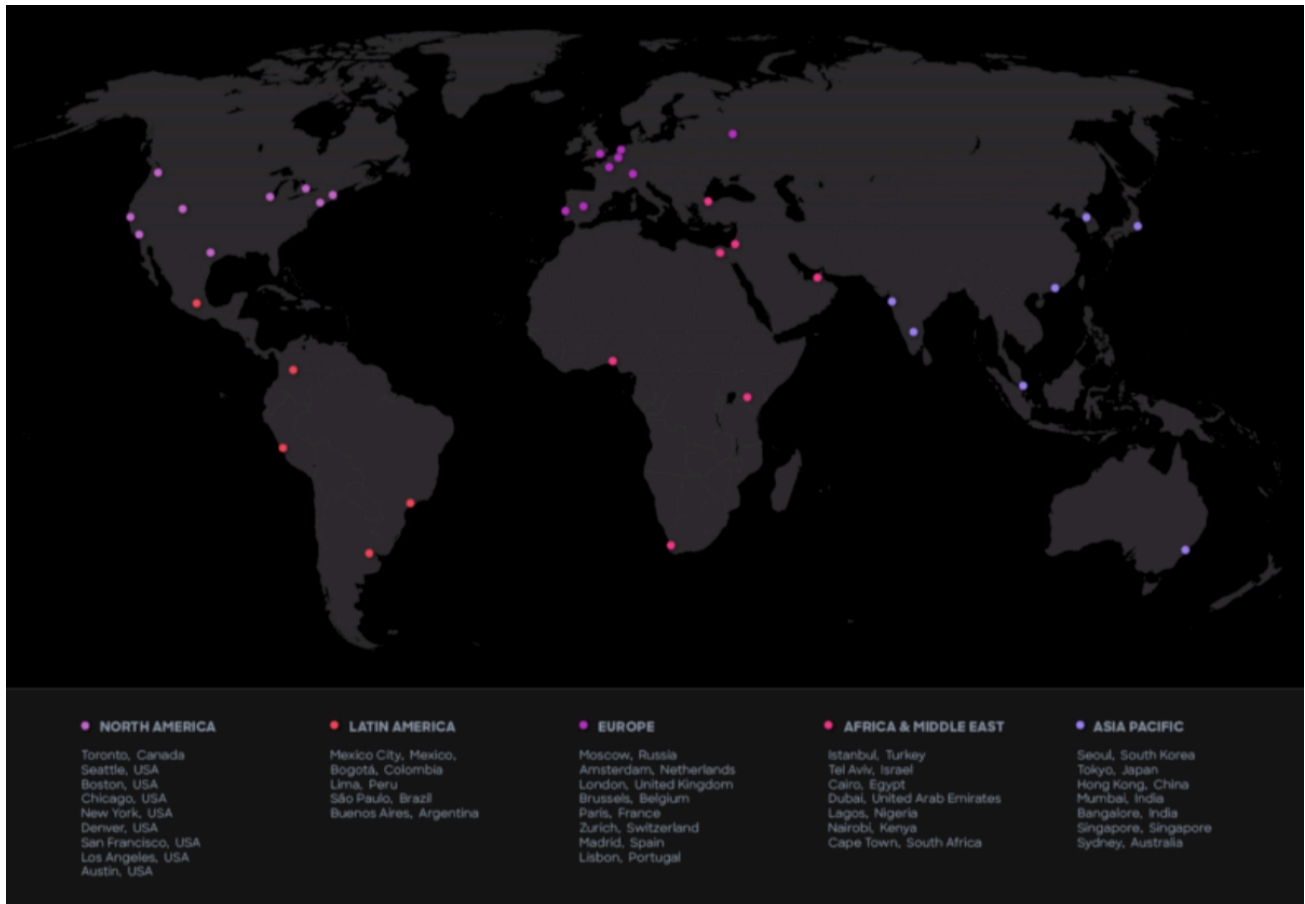 NORTH AMERICA
Toronto, Canada
Seattle, USA
Boston, USA
Chicago, USA
New York, USA
Denver, USA
San Francisco, USA
Los Angeles, USA
Austin, USA
LATIN AMERICA
Mexico City, Mexico,
Bogotá, Colombia
Lima, Peru
São Paulo, Brazil
Buenos Aires, Argentina
EUROPE
Moscow, Russia
Amsterdam, Netherlands
London, United Kingdom
Brussels, Belgium
Paris, France
Zurich, Switzerland
Madrid, Spain
Lisbon, Portugal
AFRICA & MIDDLE EAST
Istanbul, Turkey
Tel Aviv, Israel
Cairo, Egypt
Dubai, United Arab Emirates
Lagos, Nigeria
Nairobi, Kenya
Cape Town, South Africa
ASIA PACIFIC
Seoul, South Korea
Tokyo, Japan
Hong Kong, China
Mumbai, India
Bangalore, India
Singapore, Singapore
Sydney, Australia